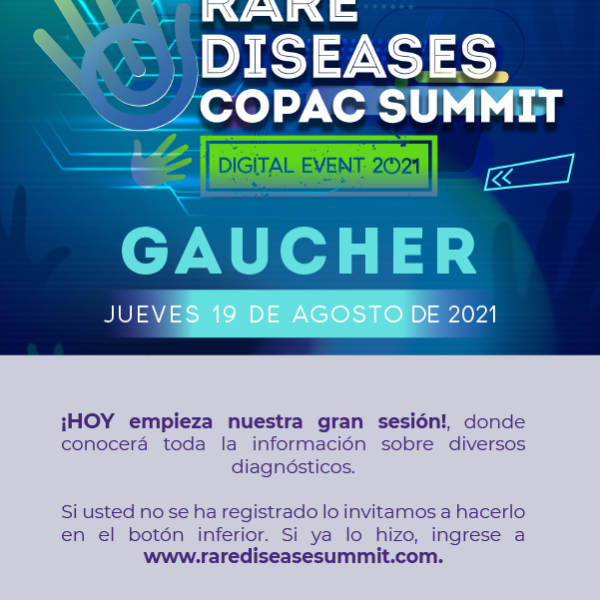 RARE
DISEASES
COPAC SUMMIT
DIGITAL EVENT 2021
GAUCHER
JUEVES 19 DE AGOSTO DE 2021
¡HOY empieza nuestra gran sesión!, donde
conocerá toda la información sobre diversos
diagnósticos.
Si usted no se ha registrado lo invitamos a hacerlo
en el botón inferior. Si ya lo hizo, ingrese a
www.rarediseasesummit.com.